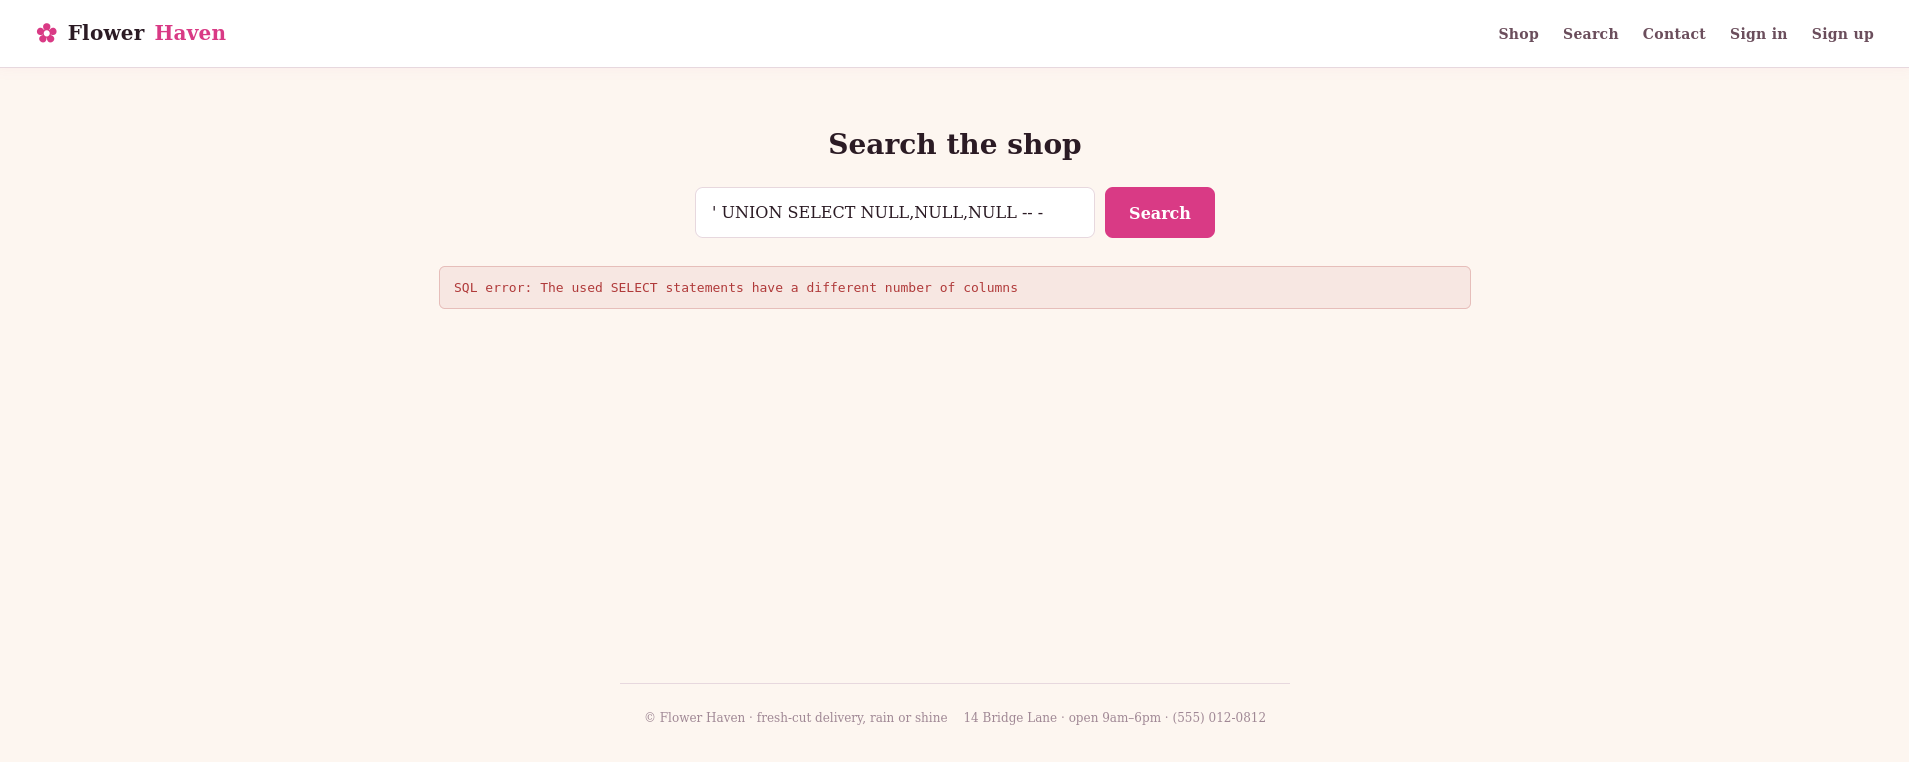 ✿ Flower Haven
Shop Search Contact Sign in Sign up
Search the shop
' UNION SELECT NULL,NULL,NULL -- -
Search
SQL error: The used SELECT statements have a different number of columns
© Flower Haven · fresh-cut delivery, rain or shine 14 Bridge Lane · open 9am–6pm · (555) 012-0812